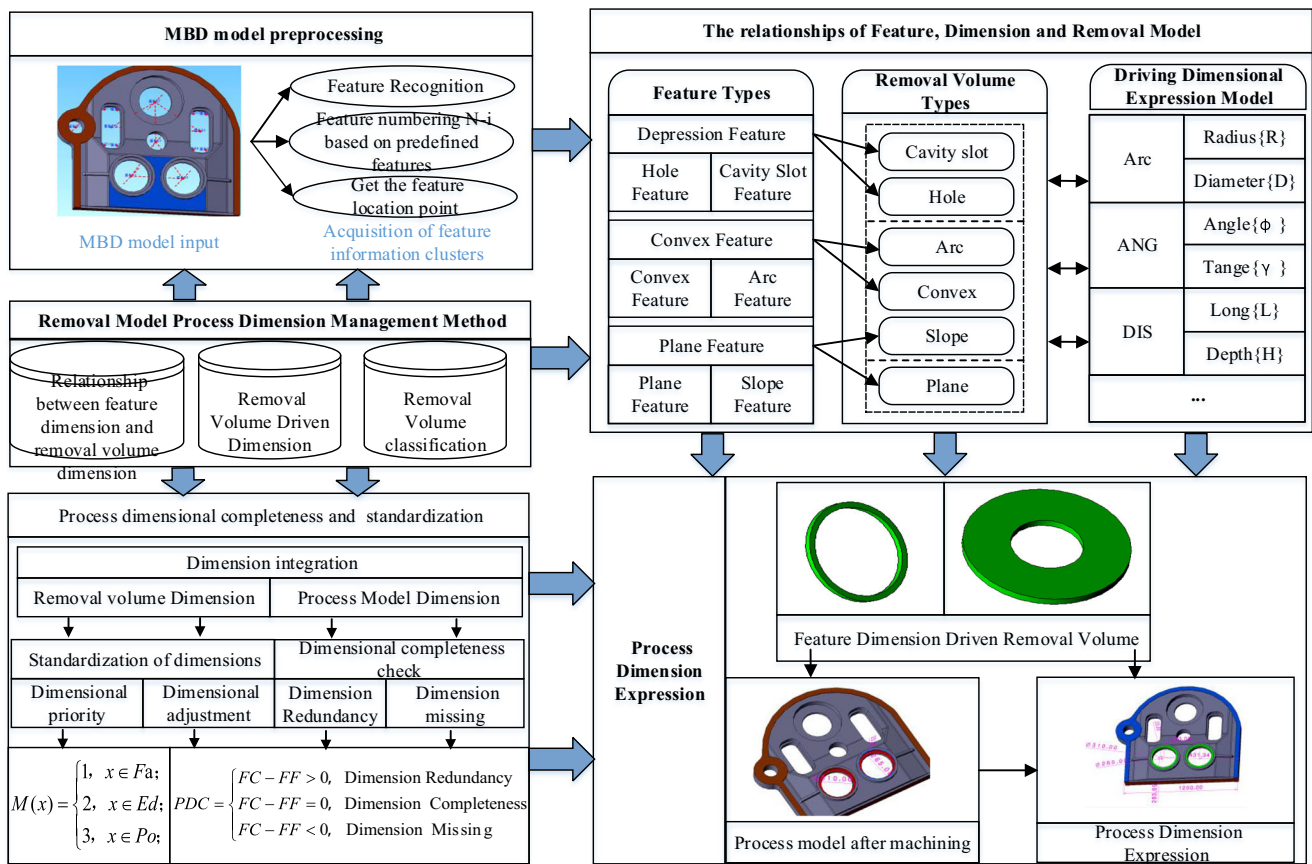 MBD model preprocessing
Feature Recognition
Feature numbering N-i
based on predefined
features
Get the feature
location point
MBD model input
Acquisition of feature
information clusters
The relationships of Feature, Dimension and Removal Model
Feature Types
Depression Feature
Hole
Feature
Cavity Slot
Feature
Convex Feature
Convex
Feature
Arc
Feature
Plane Feature
Plane
Feature
Slope
Feature
Removal Volume
Types
Cavity slot
Hole
Arc
Convex
Slope
Plane
Driving Dimensional
Expression Model
Arc
Radius{R}
Diameter{D}
ANG
Angle{φ }
Tange{γ }
DIS
Long{L}
Depth{H}
...
Removal Model Process Dimension Management Method
Relationship
between feature
dimension and
removal volume
dimension
Removal
Volume Driven
Dimension
Removal
Volume
classification
Process dimensional completeness and standardization
Dimension integration
Removal volume Dimension
Process Model Dimension
Standardization of dimensions
Dimensional completeness
check
Dimensional
priority
Dimensional
adjustment
Dimension
Redundancy
Dimension
missing
M(x) = { 1, x ∈ Fa;
2, x ∈ Ed;
3, x ∈ Po;
PDC = { FC − FF > 0, Dimension Redundancy
FC − FF = 0, Dimension Completeness
FC − FF < 0, Dimension Missing
Process
Dimension
Expression
Feature Dimension Driven Removal Volume
Process model after machining
Ø310.00
Ø265.00
1200.00
Process Dimension
Expression